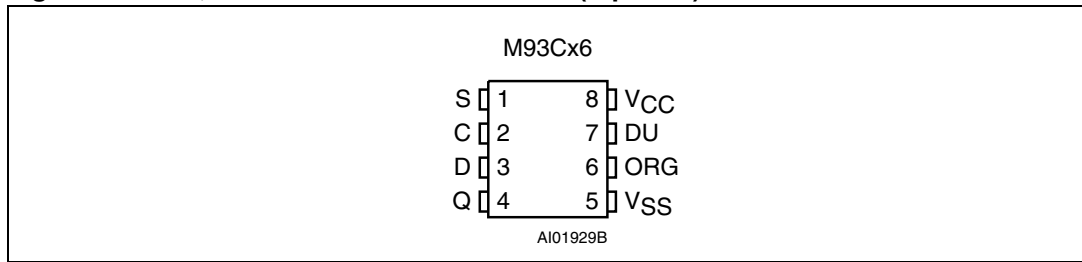 M93Cx6
S 1 8 VCC
C 2 7 DU
D 3 6 ORG
Q 4 5 VSS
AI01929B